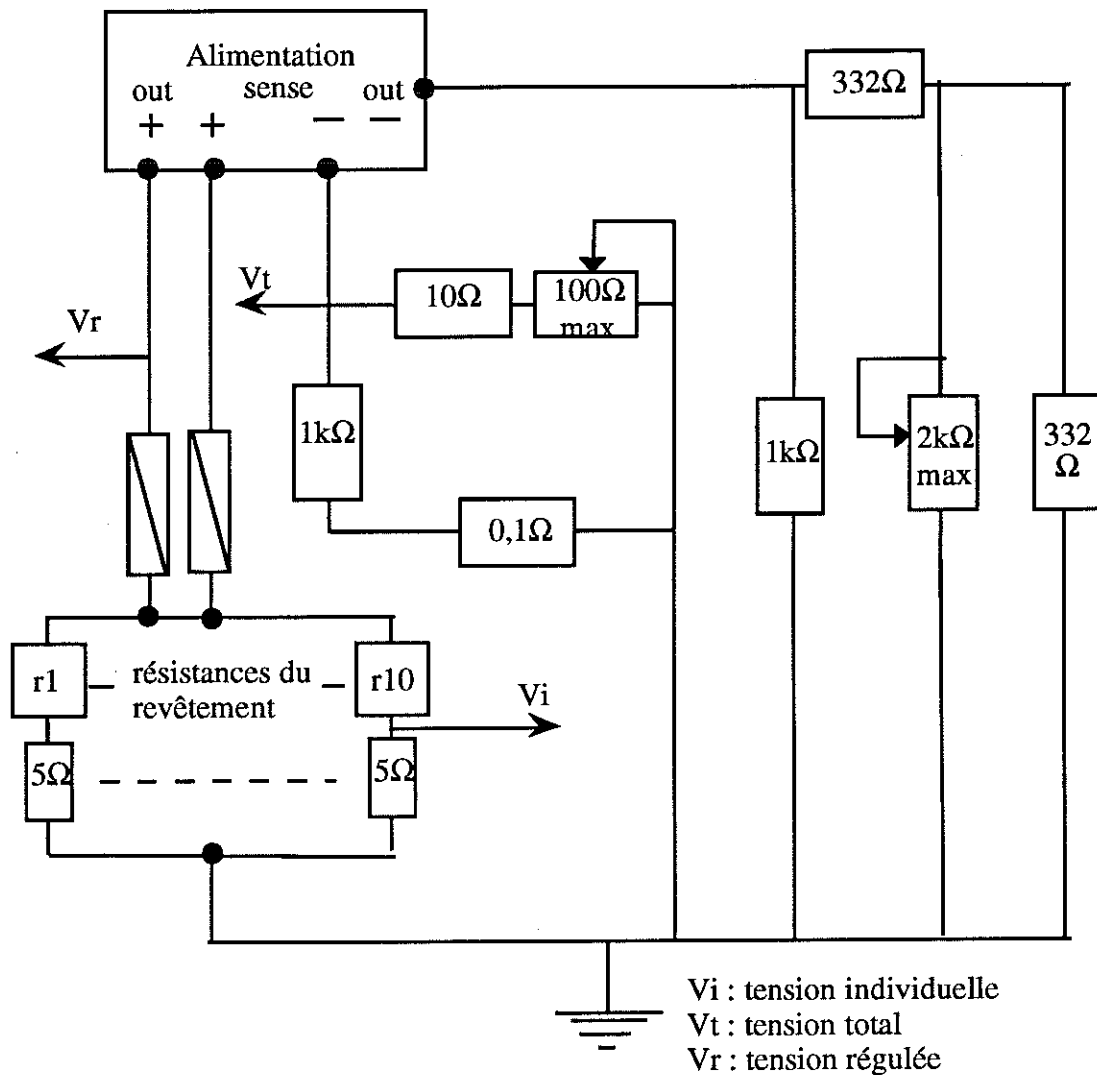 Alimentation
sense
out
out
+ + — —
332Ω
Vt
10Ω
100Ω
max
Vr
1kΩ
0,1Ω
1kΩ
2kΩ
max
332
Ω
r1
résistances du
revêtement
r10
Vi
5Ω
5Ω
Vi : tension individuelle
Vt : tension total
Vr : tension régulée